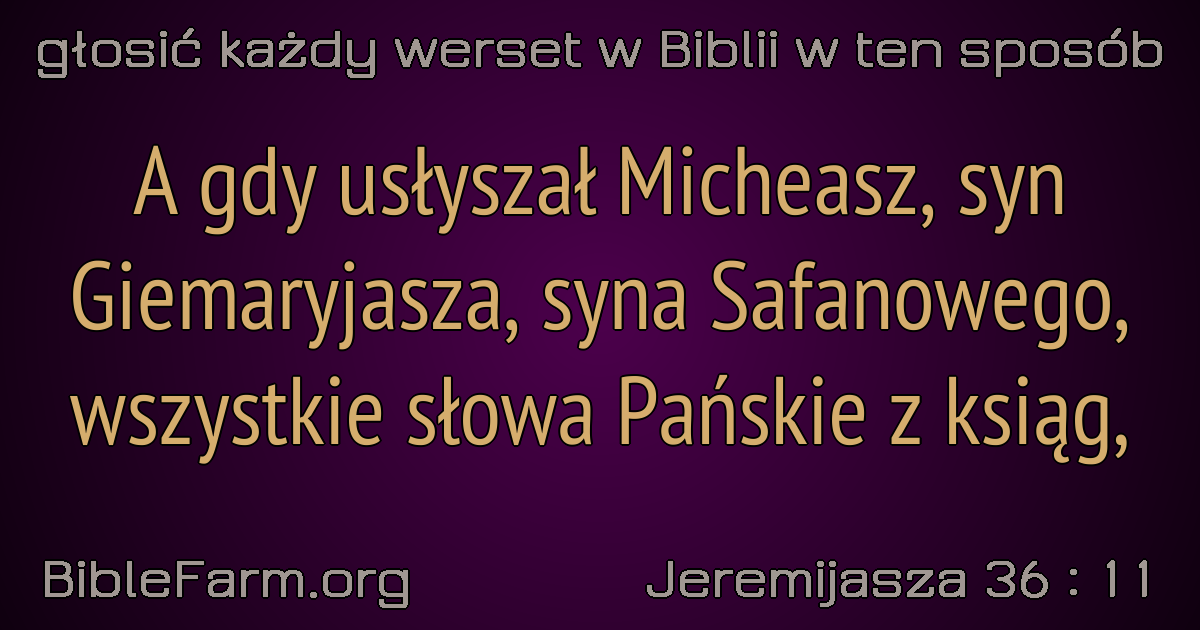 głosić każdy werset w Biblii w ten sposób
A gdy usłyszał Micheasz, syn
Giemaryjasza, syna Safanowego,
wszystkie słowa Pańskie z ksiąg,
BibleFarm.org
Jeremijasza 36 : 11